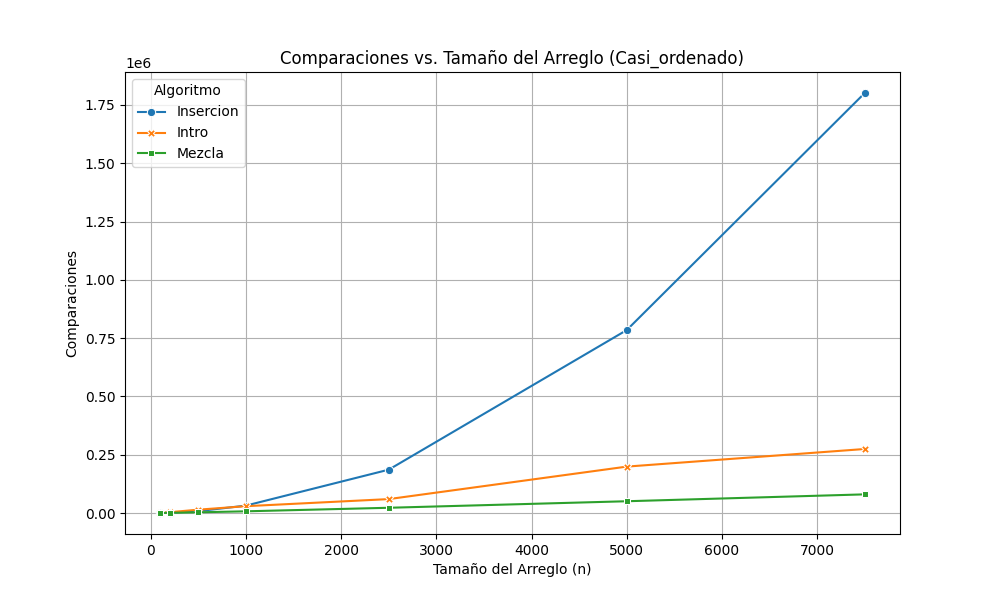 Comparaciones vs. Tamaño del Arreglo (Casi_ordenado)
1e6
Algoritmo
Insercion
Intro
Mezcla
1.75
1.50
1.25
1.00
0.75
0.50
0.25
0.00
Comparaciones
0 1000 2000 3000 4000 5000 6000 7000
Tamaño del Arreglo (n)